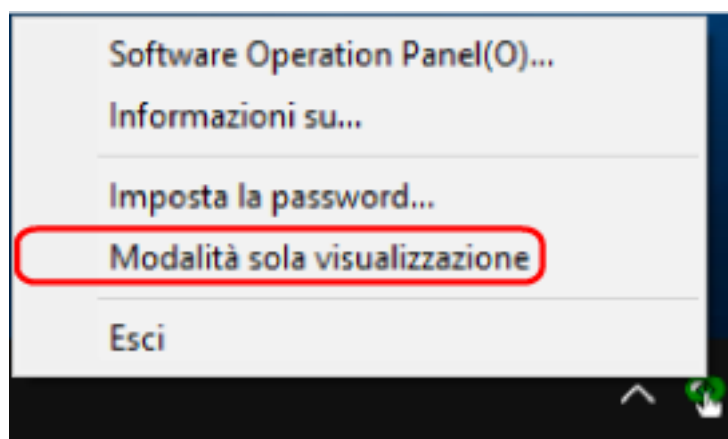 Software Operation Panel(O)...
Informazioni su...
Imposta la password...
Modalità sola visualizzazione
Esci